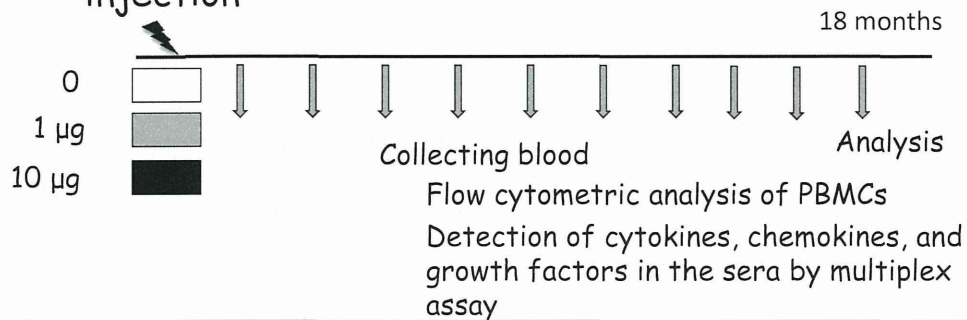 injection
18 months
0
1 µg
10 µg
Collecting blood
Analysis
Flow cytometric analysis of PBMCs
Detection of cytokines, chemokines, and
growth factors in the sera by multiplex
assay